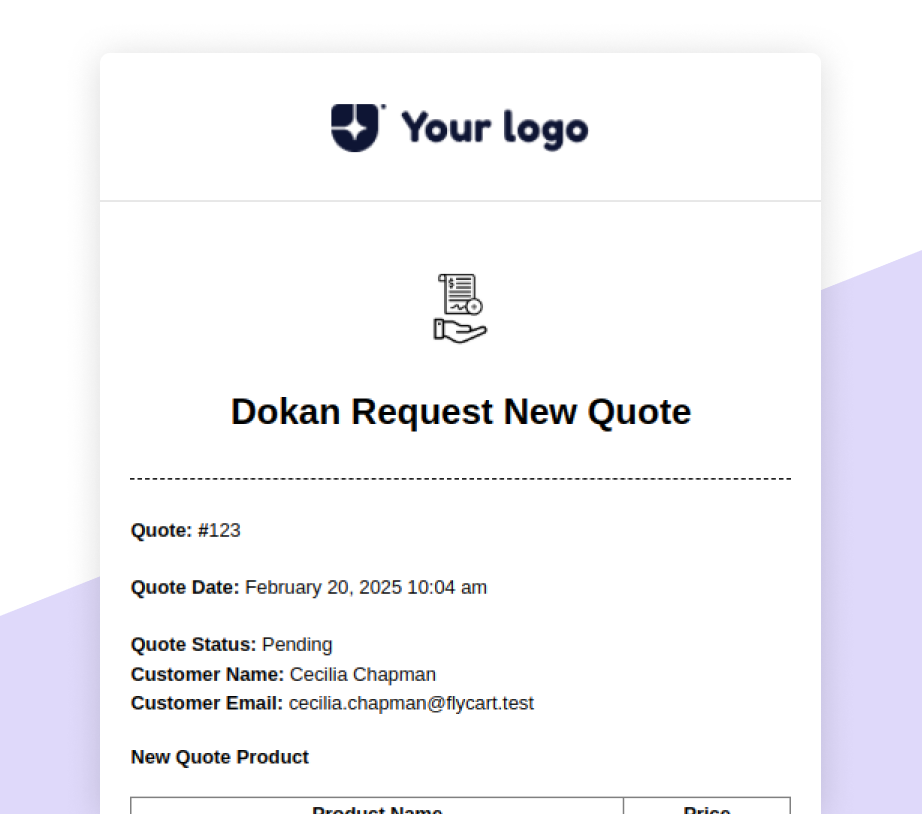 Your logo
Dokan Request New Quote
Quote: #123
Quote Date: February 20, 2025 10:04 am
Quote Status: Pending
Customer Name: Cecilia Chapman
Customer Email: cecilia.chapman@flycart.test
New Quote Product
Product Name Price